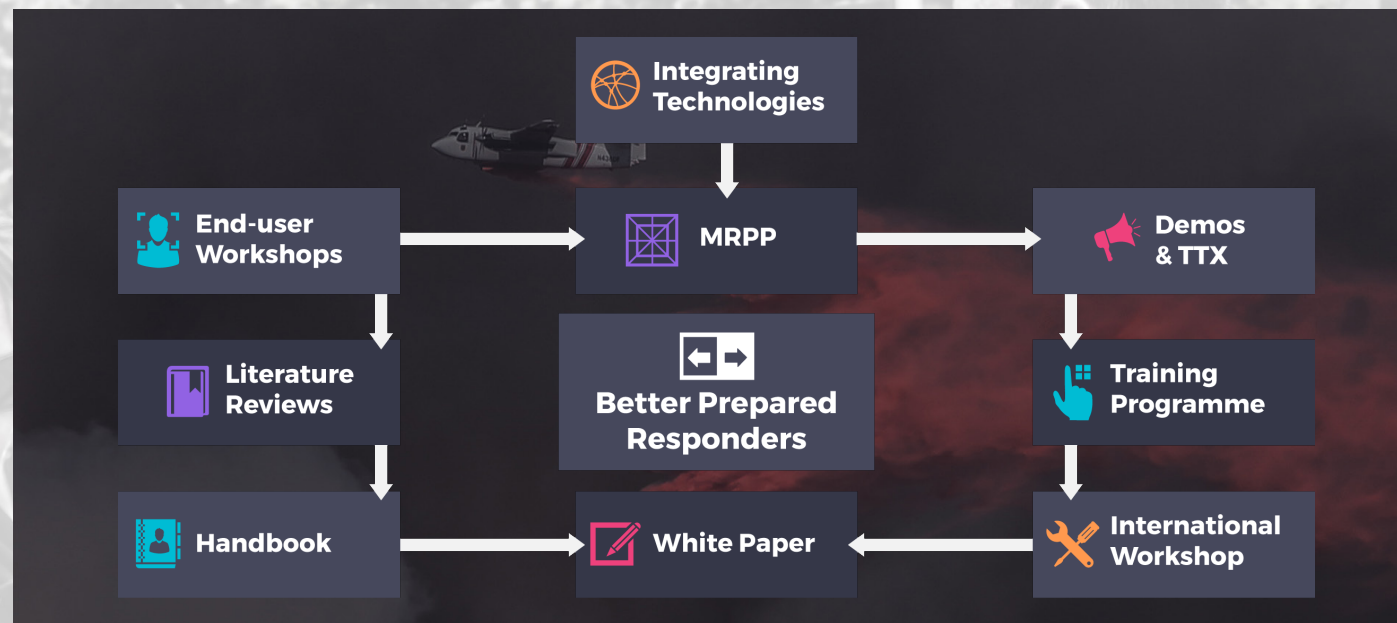 Integrating
Technologies
End-user
Workshops
MRPP
Demos
& TTX
Literature
Reviews
Better Prepared
Responders
Training
Programme
Handbook
White Paper
International
Workshop